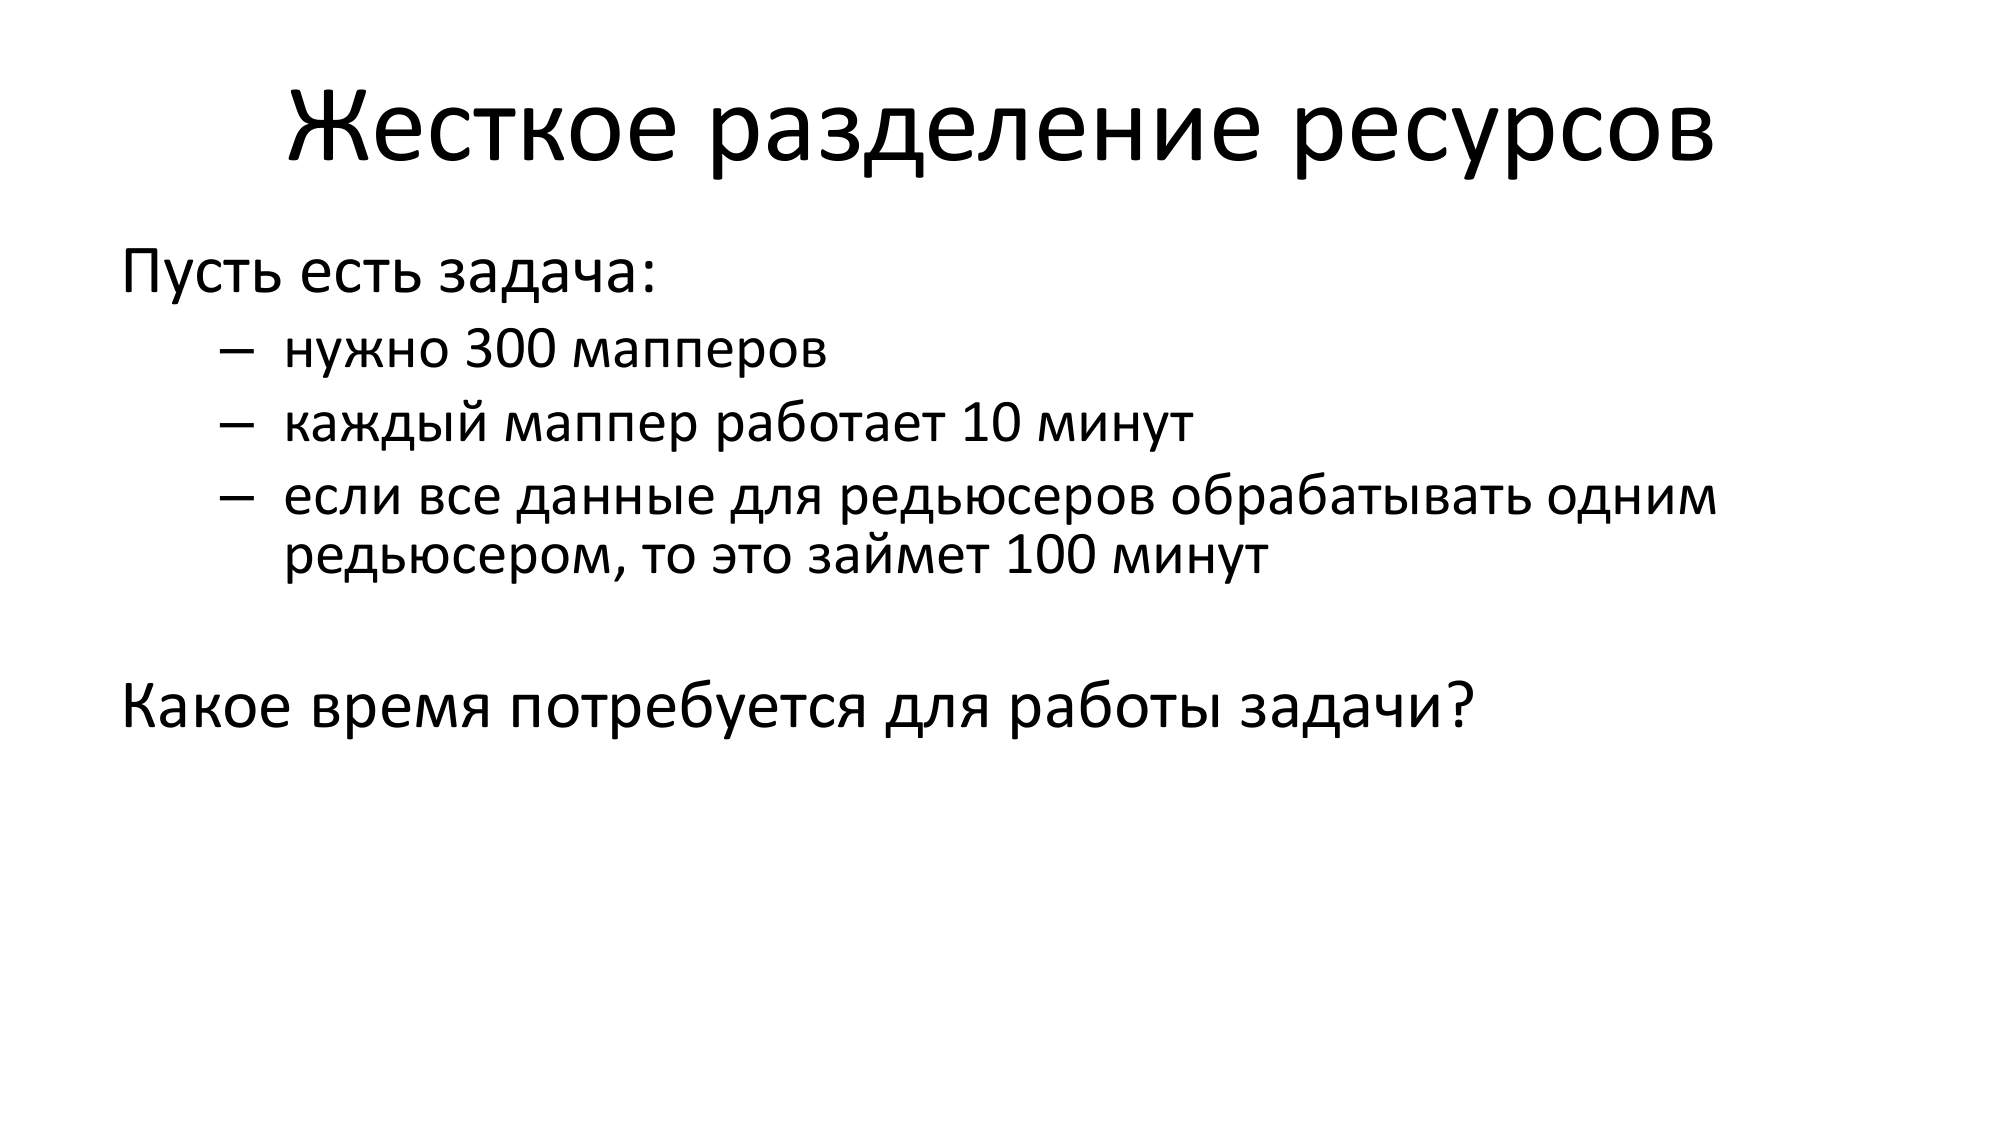 Жесткое разделение ресурсов
Пусть есть задача:
– нужно 300 мапперов
– каждый маппер работает 10 минут
– если все данные для редьюсеров обрабатывать одним
редьюсером, то это займет 100 минут
Какое время потребуется для работы задачи?